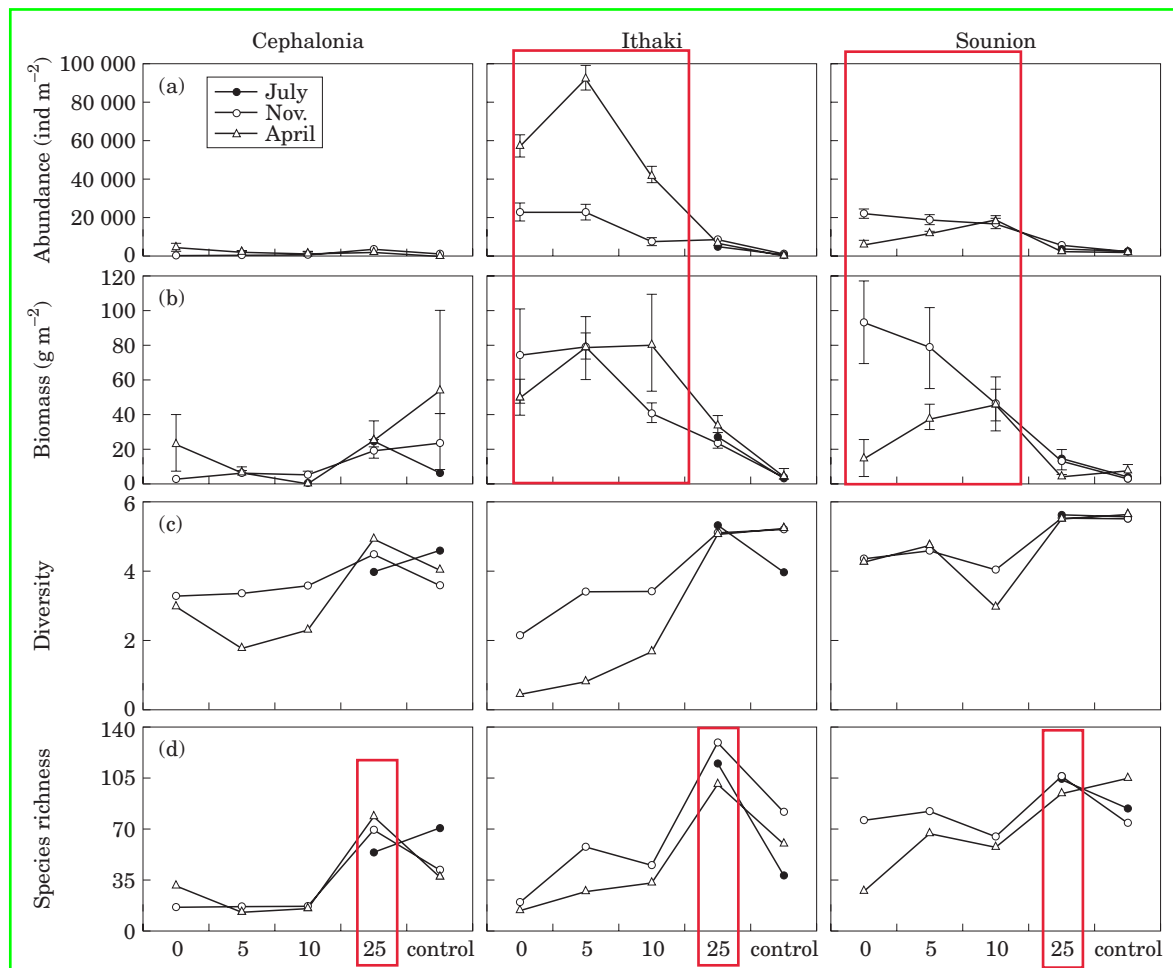 Cephalonia Ithaki Sounion
100 000
80 000
60 000
40 000
20 000
0
Abundance (ind m−2)
(a)
July
Nov.
April
120
100
80
60
40
20
0
Biomass (g m−2)
(b)
6
4
2
0
Diversity
(c)
140
105
70
35
0
Species richness
(d)
0 5 10 25 control 0 5 10 25 control 0 5 10 25 control